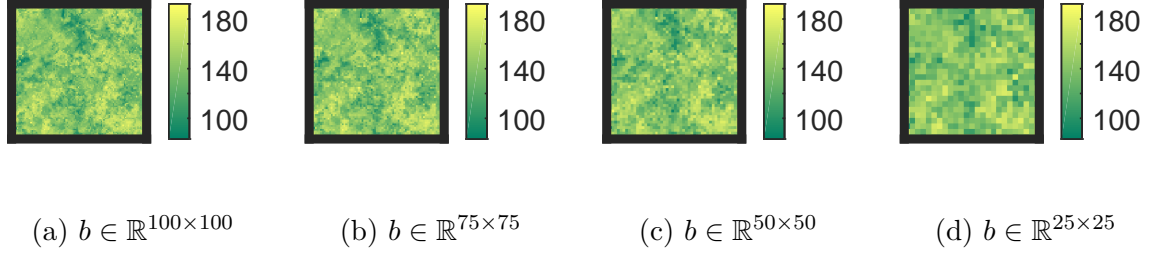 180 180 180 180
140 140 140 140
100 100 100 100
(a) b ∈ ℝ^{100×100} (b) b ∈ ℝ^{75×75} (c) b ∈ ℝ^{50×50} (d) b ∈ ℝ^{25×25}